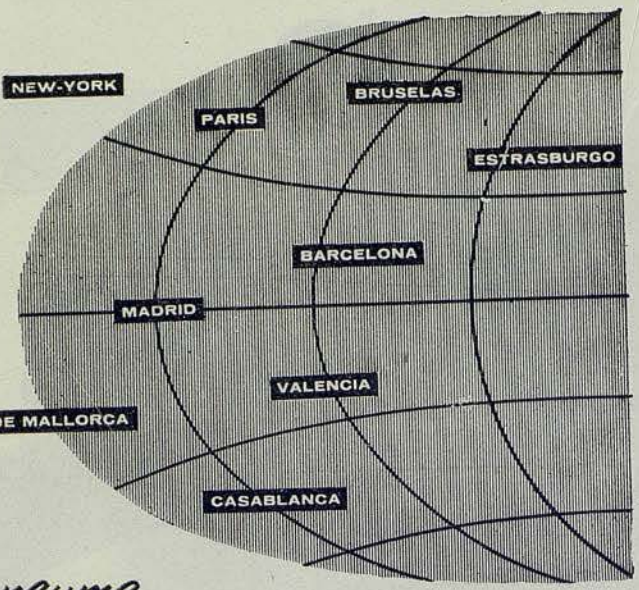 NEW-YORK
PARIS
BRUSELAS
ESTRASBURGO
BARCELONA
MADRID
VALENCIA
DE MALLORCA
CASABLANCA